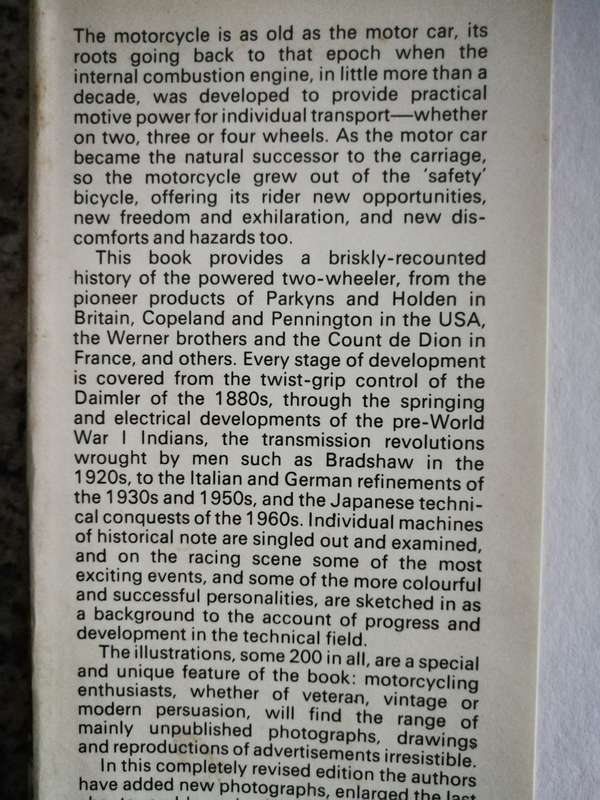 The motorcycle is as old as the motor car, its
roots going back to that epoch when the
internal combustion engine, in little more than a
decade, was developed to provide practical
motive power for individual transport—whether
on two, three or four wheels. As the motor car
became the natural successor to the carriage,
so the motorcycle grew out of the 'safety'
bicycle, offering its rider new opportunities,
new freedom and exhilaration, and new dis-
comforts and hazards too.
This book provides a briskly-recounted
history of the powered two-wheeler, from the
pioneer products of Parkyns and Holden in
Britain, Copeland and Pennington in the USA,
the Werner brothers and the Count de Dion in
France, and others. Every stage of development
is covered from the twist-grip control of the
Daimler of the 1880s, through the springing
and electrical developments of the pre-World
War I Indians, the transmission revolutions
wrought by men such as Bradshaw in the
1920s, to the Italian and German refinements of
the 1930s and 1950s, and the Japanese techni-
cal conquests of the 1960s. Individual machines
of historical note are singled out and examined,
and on the racing scene some of the most
exciting events, and some of the more colourful
and successful personalities, are sketched in as
a background to the account of progress and
development in the technical field.
The illustrations, some 200 in all, are a special
and unique feature of the book: motorcycling
enthusiasts, whether of veteran, vintage or
modern persuasion, will find the range of
mainly unpublished photographs, drawings
and reproductions of advertisements irresistible.
In this completely revised edition the authors
have added new photographs, enlarged the last